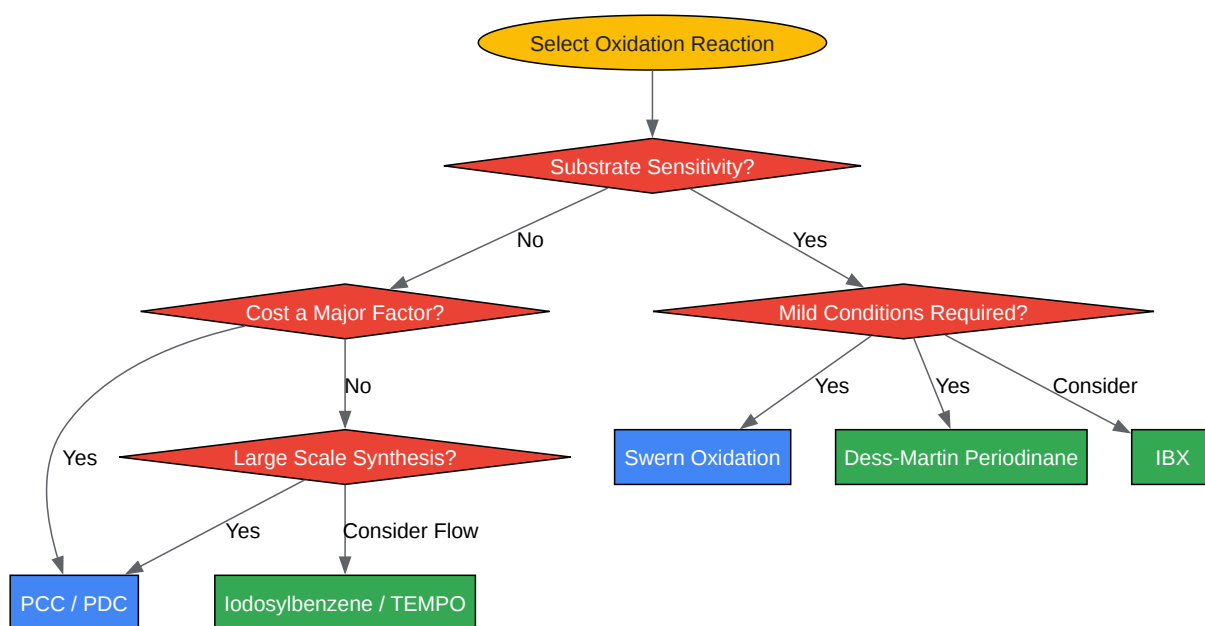 Select Oxidation Reaction
Substrate Sensitivity?
No
Yes
Cost a Major Factor?
Mild Conditions Required?
No
Yes
Yes
Consider
Yes
Large Scale Synthesis?
Swern Oxidation
Dess-Martin Periodinane
IBX
Yes
Consider Flow
PCC / PDC
Iodosylbenzene / TEMPO